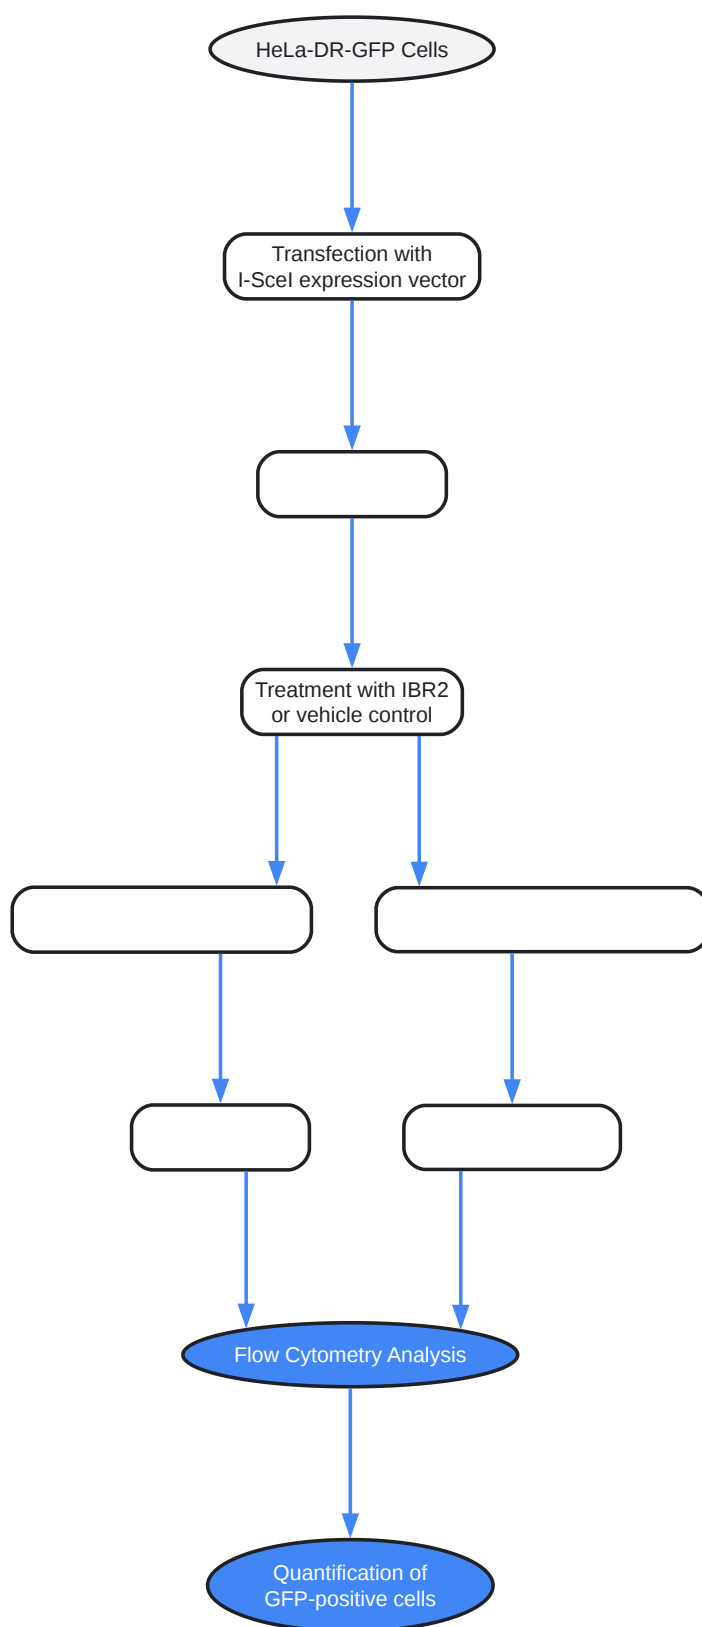 HeLa-DR-GFP Cells
Transfection with
I-SceI expression vector
Treatment with IBR2
or vehicle control
Flow Cytometry Analysis
Quantification of
GFP-positive cells